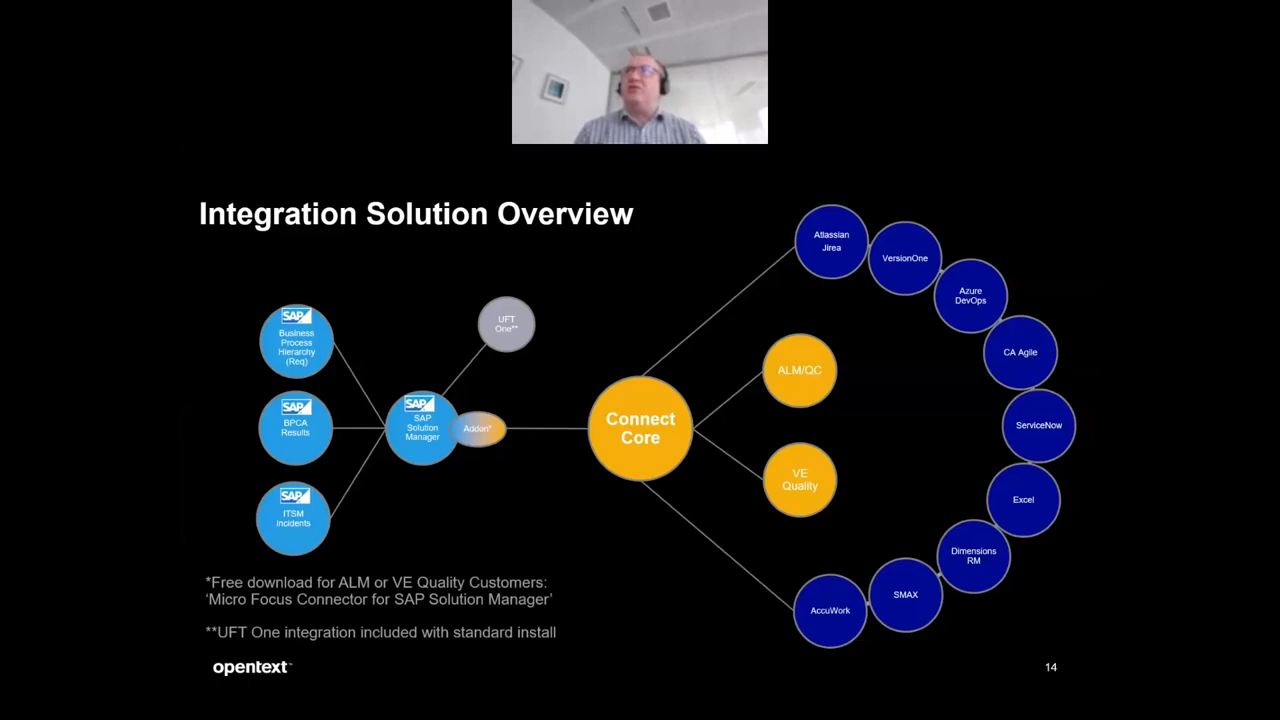 Integration Solution Overview
SAP
Business
Process
Hierarchy
(Req)
SAP
BPCA
Results
SAP
ITSM
Incidents
UFT
One**
SAP
SAP
Solution
Manager
Addon*
Connect
Core
ALM/QC
VE
Quality
Atlassian
Jirea
VersionOne
Azure
DevOps
CA Agile
ServiceNow
Excel
Dimensions
RM
SMAX
AccuWork
*Free download for ALM or VE Quality Customers:
‘Micro Focus Connector for SAP Solution Manager’
**UFT One integration included with standard install
opentext™
14